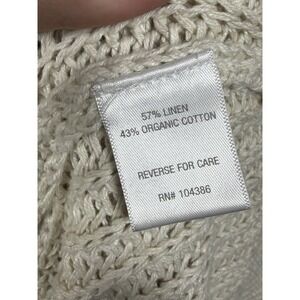 57% LINEN
43% ORGANIC COTTON
REVERSE FOR CARE
RN# 104386